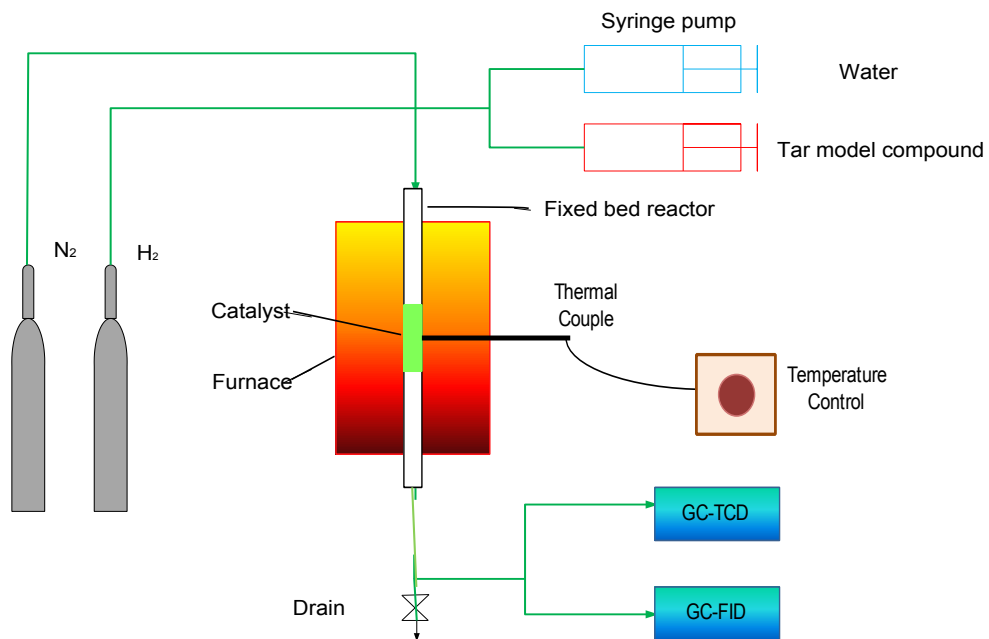 Syringe pump
Water
Tar model compound
Fixed bed reactor
N₂
H₂
Catalyst
Thermal
Couple
Furnace
Temperature
Control
GC-TCD
GC-FID
Drain